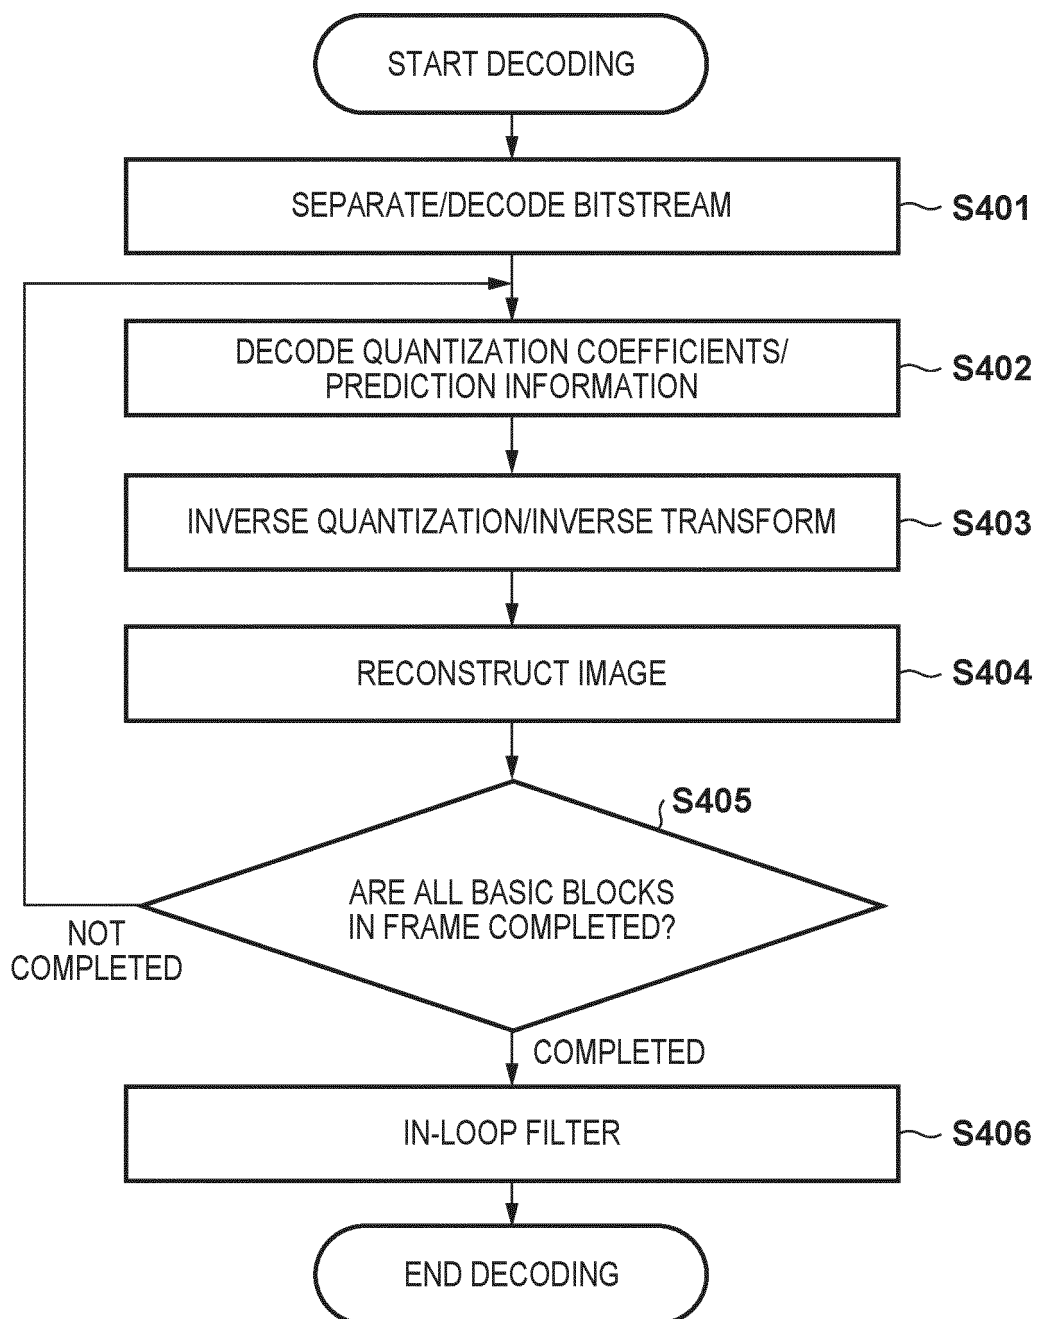 START DECODING
SEPARATE/DECODE BITSTREAM
S401
DECODE QUANTIZATION COEFFICIENTS/
PREDICTION INFORMATION
S402
INVERSE QUANTIZATION/INVERSE TRANSFORM
S403
RECONSTRUCT IMAGE
S404
S405
ARE ALL BASIC BLOCKS
IN FRAME COMPLETED?
NOT
COMPLETED
COMPLETED
IN-LOOP FILTER
S406
END DECODING